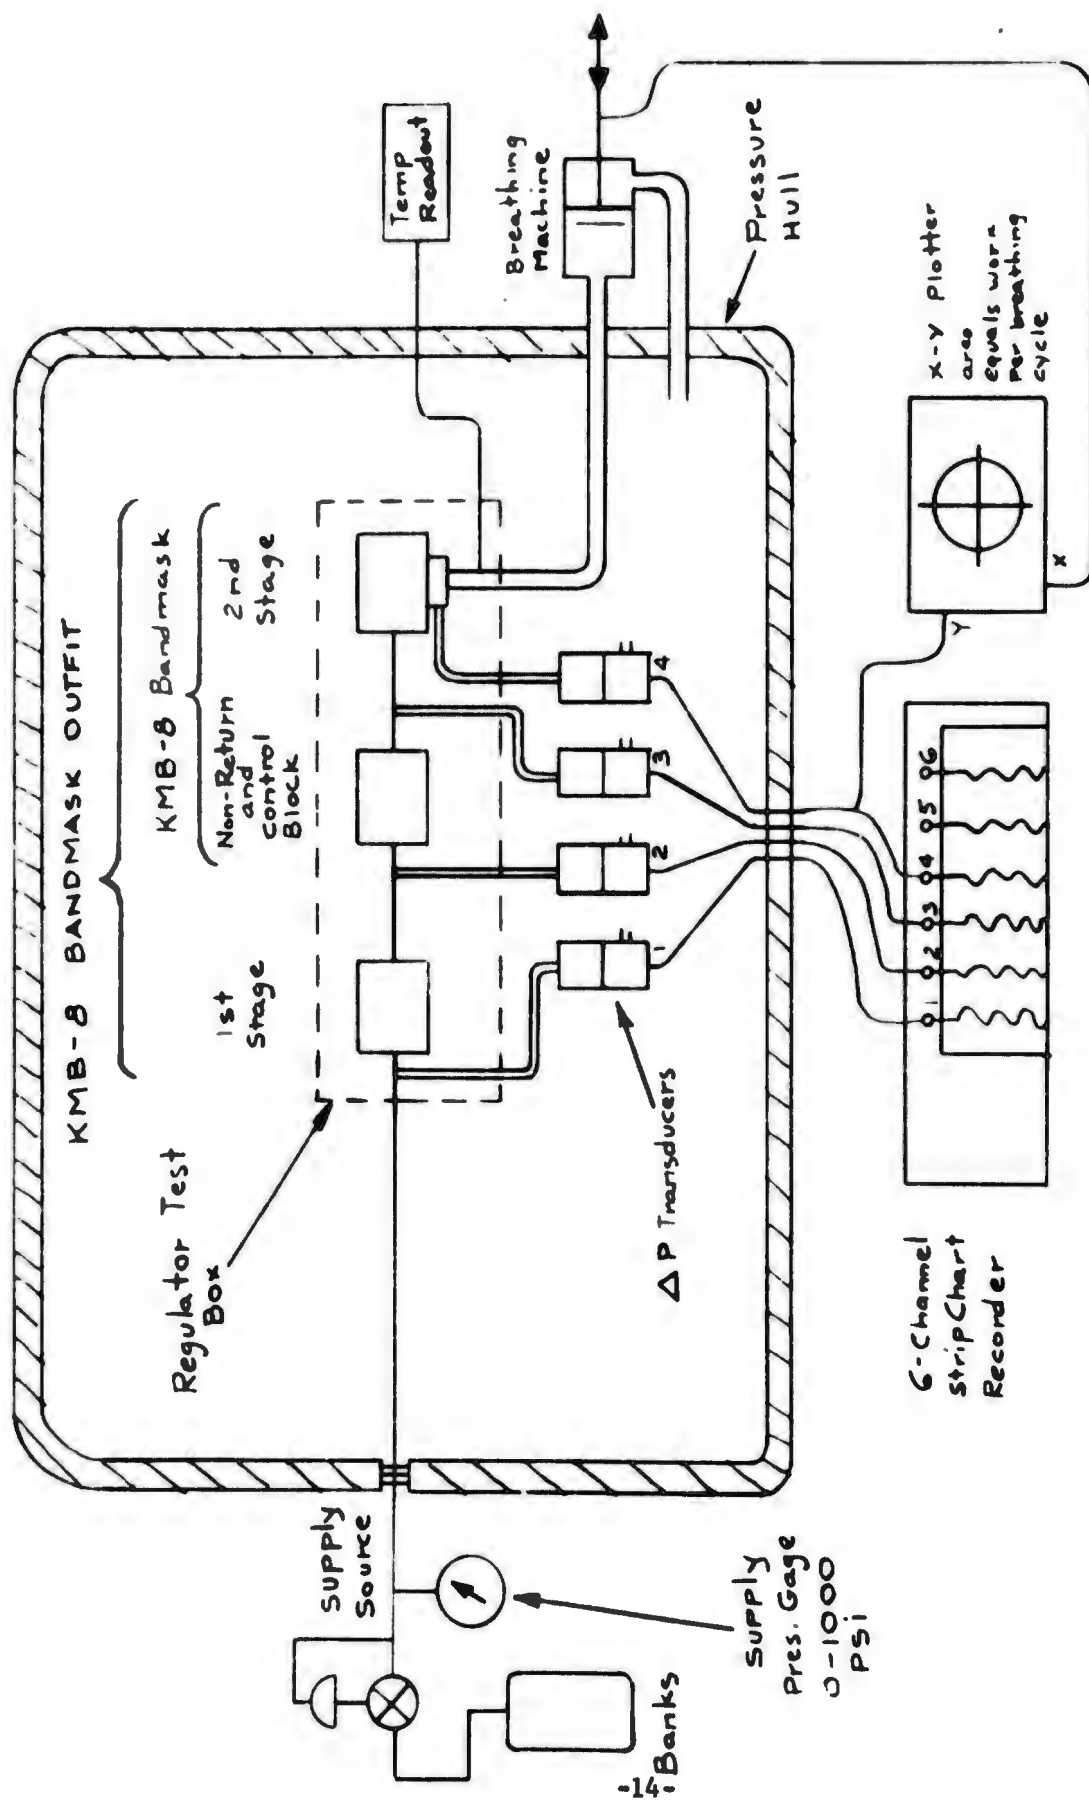 KMB-8 BANDMASK OUTFIT
KMB-8 Bandmask
1st
Stage
Non-Return
and
control
Block
2nd
Stage
Regulator Test
Box
Temp
Readout
Breathing
Machine
Pressure
Hull
Supply
Source
Supply
Pres. Gage
0-1000
PSi
Banks
ΔP Transducers
1
2
3
4
6-Channel
Strip Chart
Recorder
1
2
3
4
5
6
Y
X
X-Y Plotter
area
equals work
Per breathing
cycle
-14-